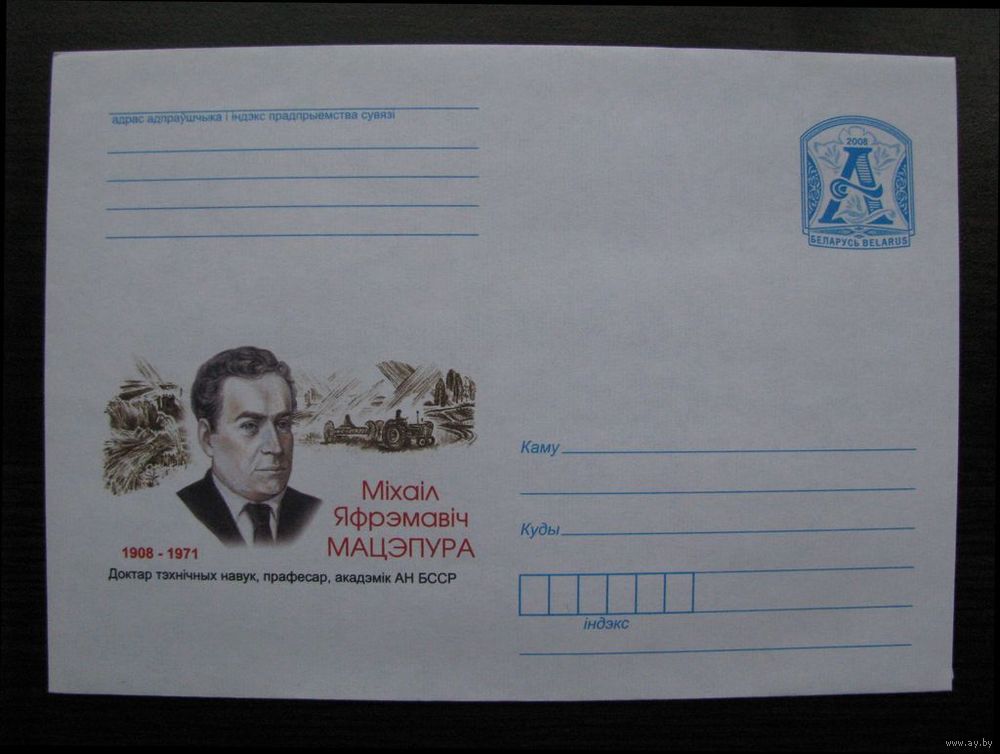 адрас адпраўшчыка і індэкс прадпрыемства сувязі
2008
А
БЕЛАРУСЬ BELARUS
Міхаіл
Яфрэмавіч
МАЦЭПУРА
1908 - 1971
Доктар тэхнічных навук, прафесар, акадэмік АН БССР
Каму
Куды
індэкс
www.ay.by